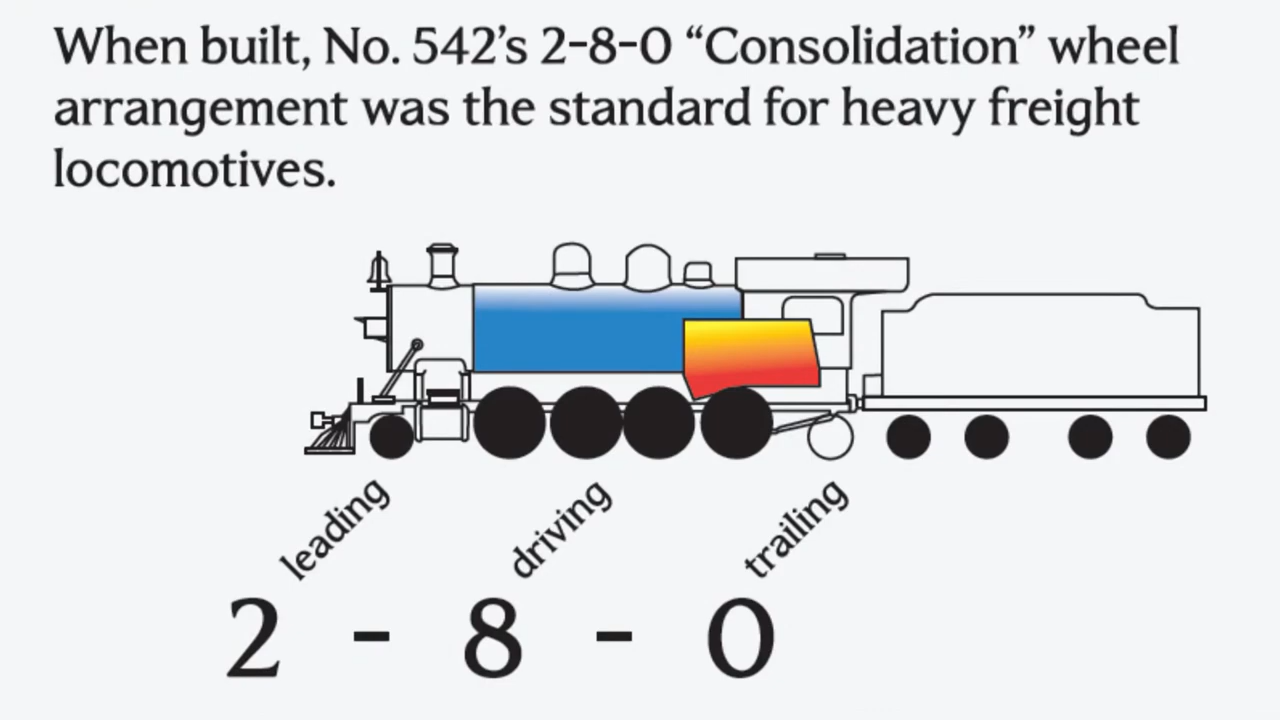 When built, No. 542’s 2-8-0 “Consolidation” wheel
arrangement was the standard for heavy freight
locomotives.
leading driving trailing
2 - 8 - 0